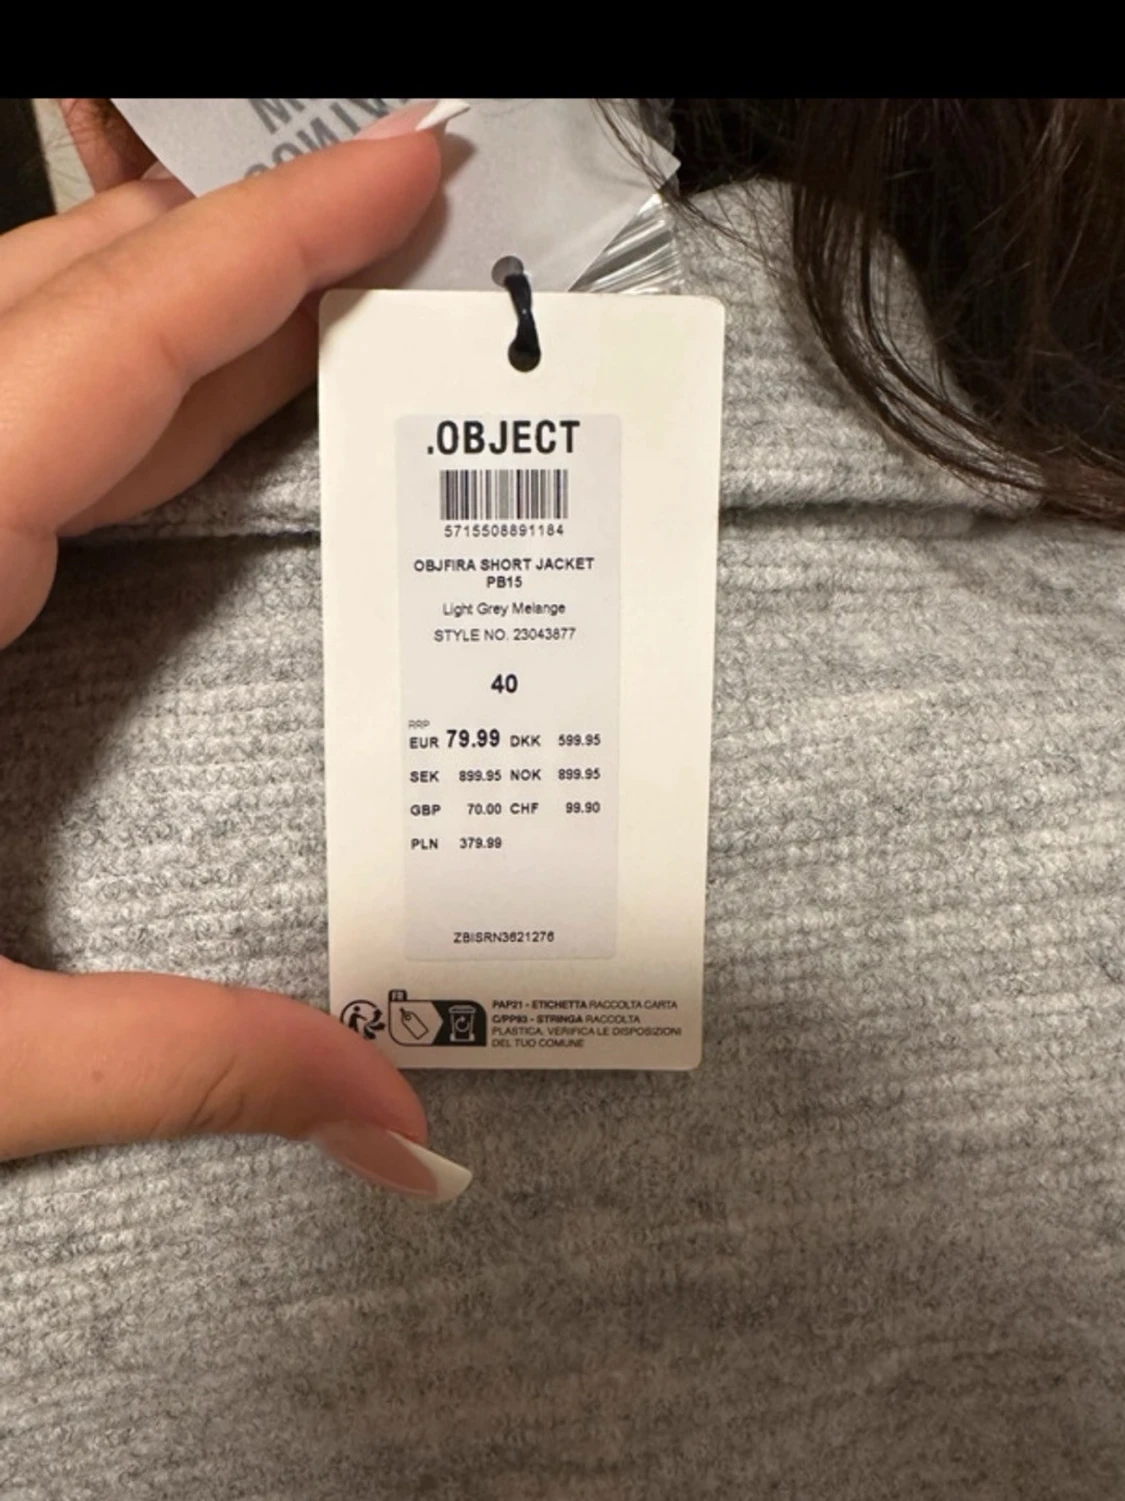 .OBJECT
5715508891184
OBJFIRA SHORT JACKET
PB15
Light Grey Melange
STYLE NO. 23043877
40
RRP
EUR 79.99 DKK 599.95
SEK 899.95 NOK 899.95
GBP 70.00 CHF 99.90
PLN 379.99
ZBISRN3621276
FR
PAP21 - ETICHETTA RACCOLTA CARTA
C/PP93 - STRINGA RACCOLTA
PLASTICA. VERIFICA LE DISPOSIZIONI
DEL TUO COMUNE